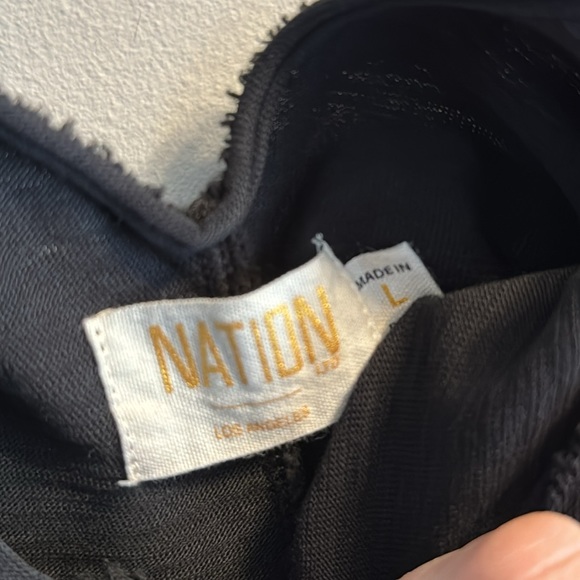 NATION
LTD
LOS ANGELES
MADE IN
L